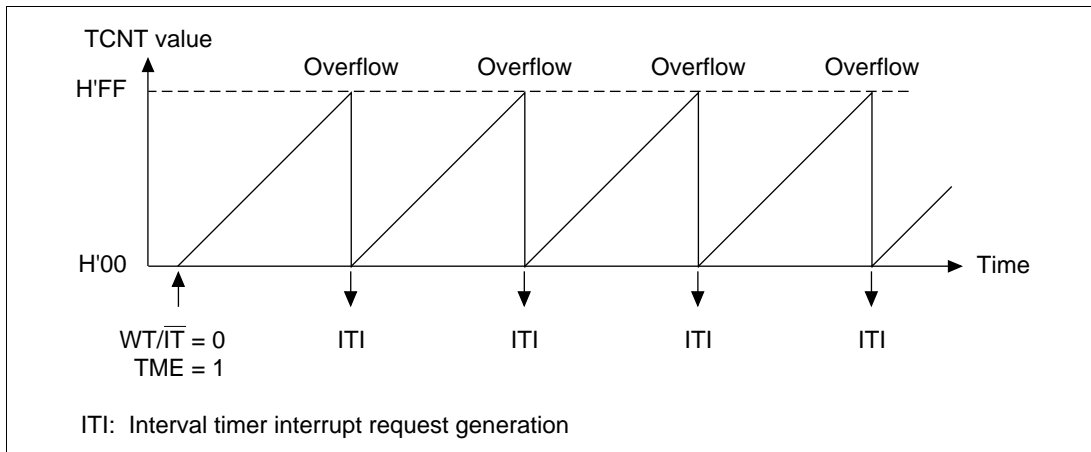 TCNT value
Overflow Overflow Overflow Overflow
H'FF
H'00
Time
WT/I̅T̅ = 0 ITI ITI ITI ITI
TME = 1
ITI: Interval timer interrupt request generation